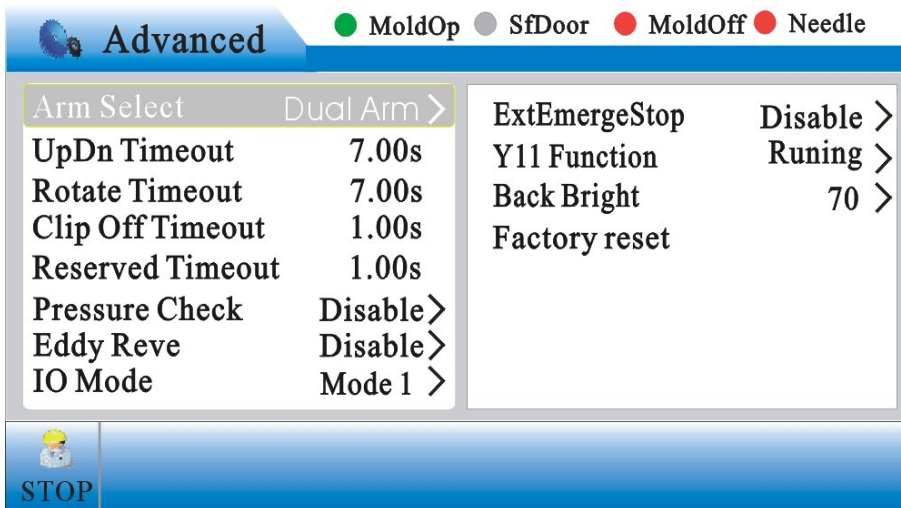 Advanced
MoldOp SfDoor MoldOff Needle
Arm Select Dual Arm >
UpDn Timeout 7.00s
Rotate Timeout 7.00s
Clip Off Timeout 1.00s
Reserved Timeout 1.00s
Pressure Check Disable >
Eddy Reve Disable >
IO Mode Mode 1 >
ExtEmergeStop Disable >
Y11 Function Runing >
Back Bright 70 >
Factory reset
STOP